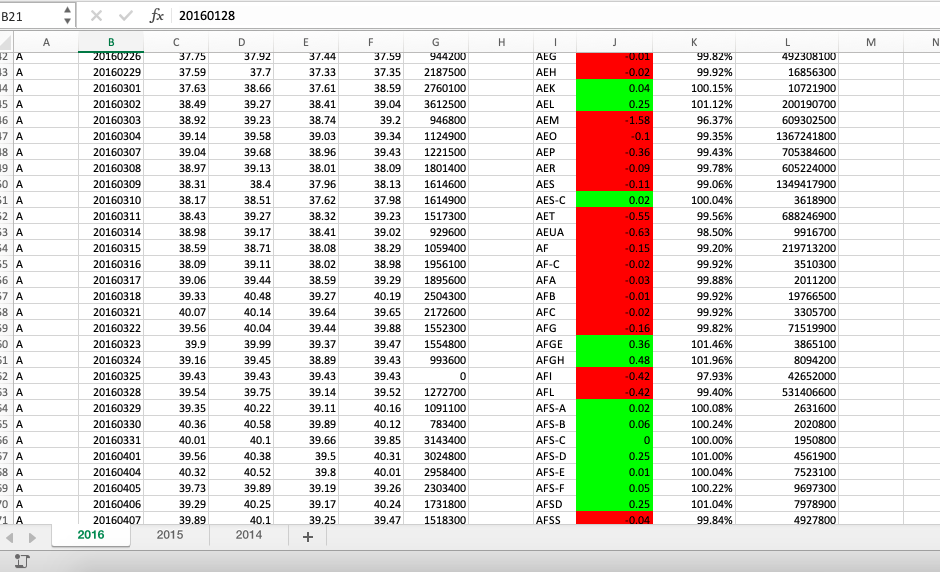 B21 fx 20160128
A B C D E F G H I J K L M N
42 A 20160226 37.75 37.92 37.44 37.59 944200 AEG -0.01 99.82% 492308100
A 20160229 37.59 37.7 37.33 37.35 2187500 AEH -0.02 99.92% 16856300
44 A 20160301 37.63 38.66 37.61 38.59 2760100 AEK 0.04 100.15% 10721900
45 A 20160302 38.49 39.27 38.41 39.04 3612500 AEL 0.25 101.12% 200190700
46 A 20160303 38.92 39.23 38.74 39.2 946800 AEM -1.58 96.37% 609302500
47 A 20160304 39.14 39.58 39.03 39.34 1124900 AEO -0.1 99.35% 1367241800
48 A 20160307 39.04 39.68 38.96 39.43 1221500 AEP -0.36 99.43% 705384600
49 A 20160308 38.97 39.13 38.01 38.09 1801400 AER -0.09 99.78% 605224000
50 A 20160309 38.31 38.4 37.96 38.13 1614600 AES -0.11 99.06% 1349417900
51 A 20160310 38.17 38.51 37.62 37.98 1614900 AES-C 0.02 100.04% 3618900
52 A 20160311 38.43 39.27 38.32 39.23 1517300 AET -0.55 99.56% 688246900
53 A 20160314 38.98 39.17 38.41 39.02 929600 AEUA -0.63 98.50% 9916700
54 A 20160315 38.59 38.71 38.08 38.29 1059400 AF -0.15 99.20% 219713200
55 A 20160316 38.09 39.11 38.02 38.98 1956100 AF-C -0.02 99.92% 3510300
56 A 20160317 39.06 39.44 38.59 39.29 1895600 AFA -0.03 99.88% 2011200
57 A 20160318 39.33 40.48 39.27 40.19 2504300 AFB -0.01 99.92% 19766500
58 A 20160321 40.07 40.14 39.64 39.65 2172600 AFC -0.02 99.92% 3305700
59 A 20160322 39.56 40.04 39.44 39.88 1552300 AFG -0.16 99.82% 71519900
60 A 20160323 39.9 39.99 39.37 39.47 1554800 AFGE 0.36 101.46% 3865100
61 A 20160324 39.16 39.45 38.89 39.43 993600 AFGH 0.48 101.96% 8094200
62 A 20160325 39.43 39.43 39.43 39.43 0 AFI -0.42 97.93% 42652000
63 A 20160328 39.54 39.75 39.14 39.52 1272700 AFL -0.42 99.40% 531406600
64 A 20160329 39.35 40.22 39.11 40.16 1091100 AFS-A 0.02 100.08% 2631600
65 A 20160330 40.36 40.58 39.89 40.12 783400 AFS-B 0.06 100.24% 2020800
66 A 20160331 40.01 40.1 39.66 39.85 3143400 AFS-C 0 100.00% 1950800
67 A 20160401 39.56 40.38 39.5 40.31 3024800 AFS-D 0.25 101.00% 4561900
68 A 20160404 40.32 40.52 39.8 40.01 2958400 AFS-E 0.01 100.04% 7523100
69 A 20160405 39.73 39.89 39.19 39.26 2303400 AFS-F 0.05 100.22% 9697300
70 A 20160406 39.29 40.25 39.17 40.24 1731800 AFSD 0.25 101.04% 7978900
71 A 20160407 39.89 40.1 39.25 39.47 1518300 AFSS -0.04 99.84% 4927800
2016 2015 2014 +